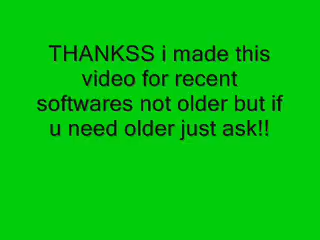 THANKSS i made this
video for recent
softwares not older but if
u need older just ask!!